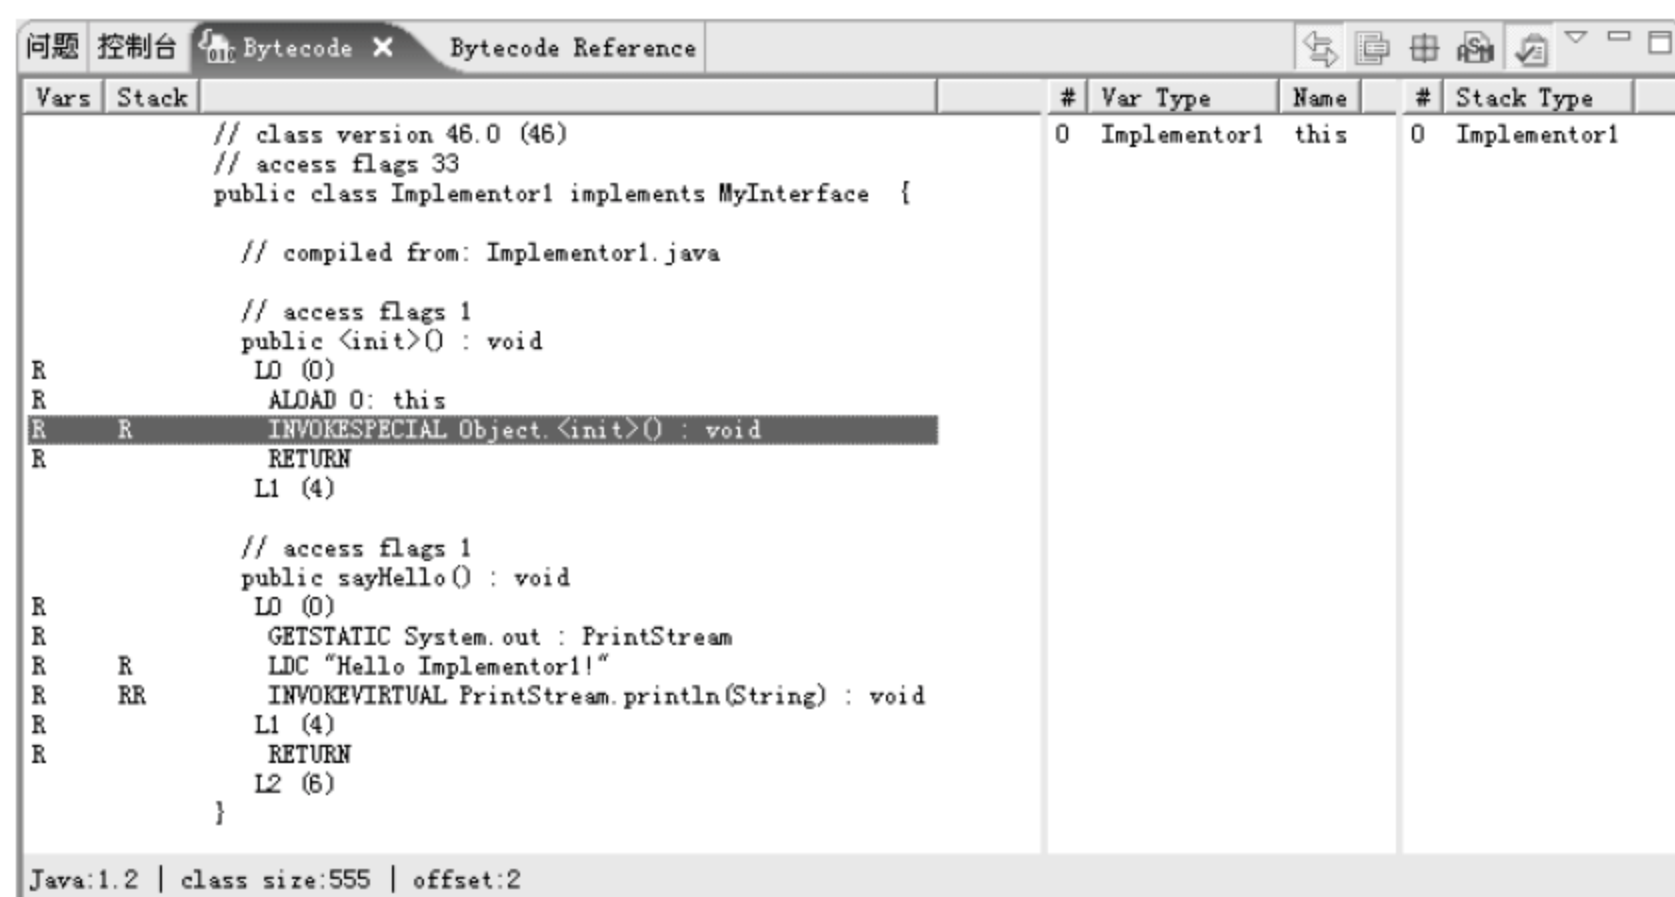 问题 控制台 Bytecode Bytecode Reference
Vars Stack # Var Type Name # Stack Type
// class version 46.0 (46) 0 Implementor1 this 0 Implementor1
// access flags 33
public class Implementor1 implements MyInterface {
// compiled from: Implementor1.java
// access flags 1
public <init>() : void
R L0 (0)
R ALOAD 0: this
R R INVOKESPECIAL Object.<init>() : void
R RETURN
L1 (4)
// access flags 1
public sayHello() : void
R L0 (0)
R GETSTATIC System.out : PrintStream
R R LDC "Hello Implementor1!"
R RR INVOKEVIRTUAL PrintStream.println(String) : void
R L1 (4)
R RETURN
L2 (6)
}
Java:1.2 | class size:555 | offset:2